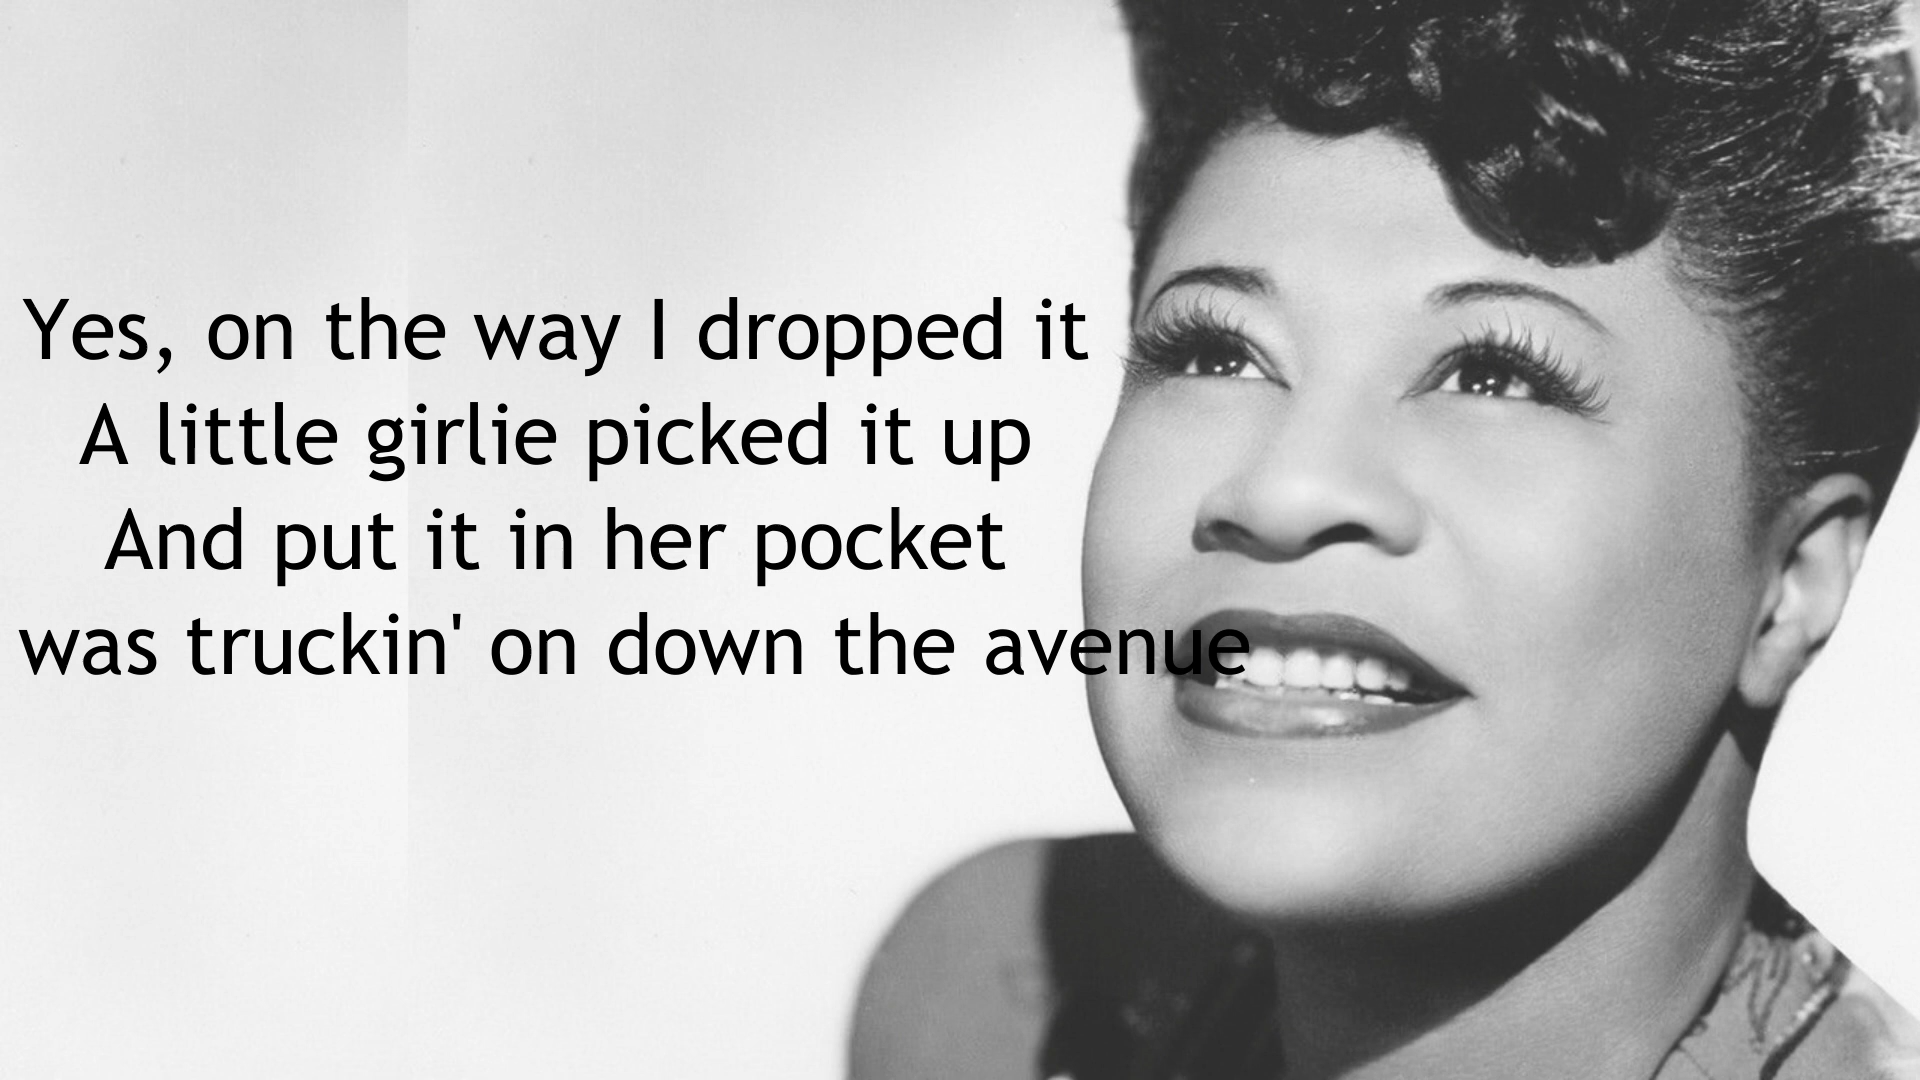 Yes, on the way I dropped it
A little girlie picked it up
And put it in her pocket
was truckin' on down the avenue